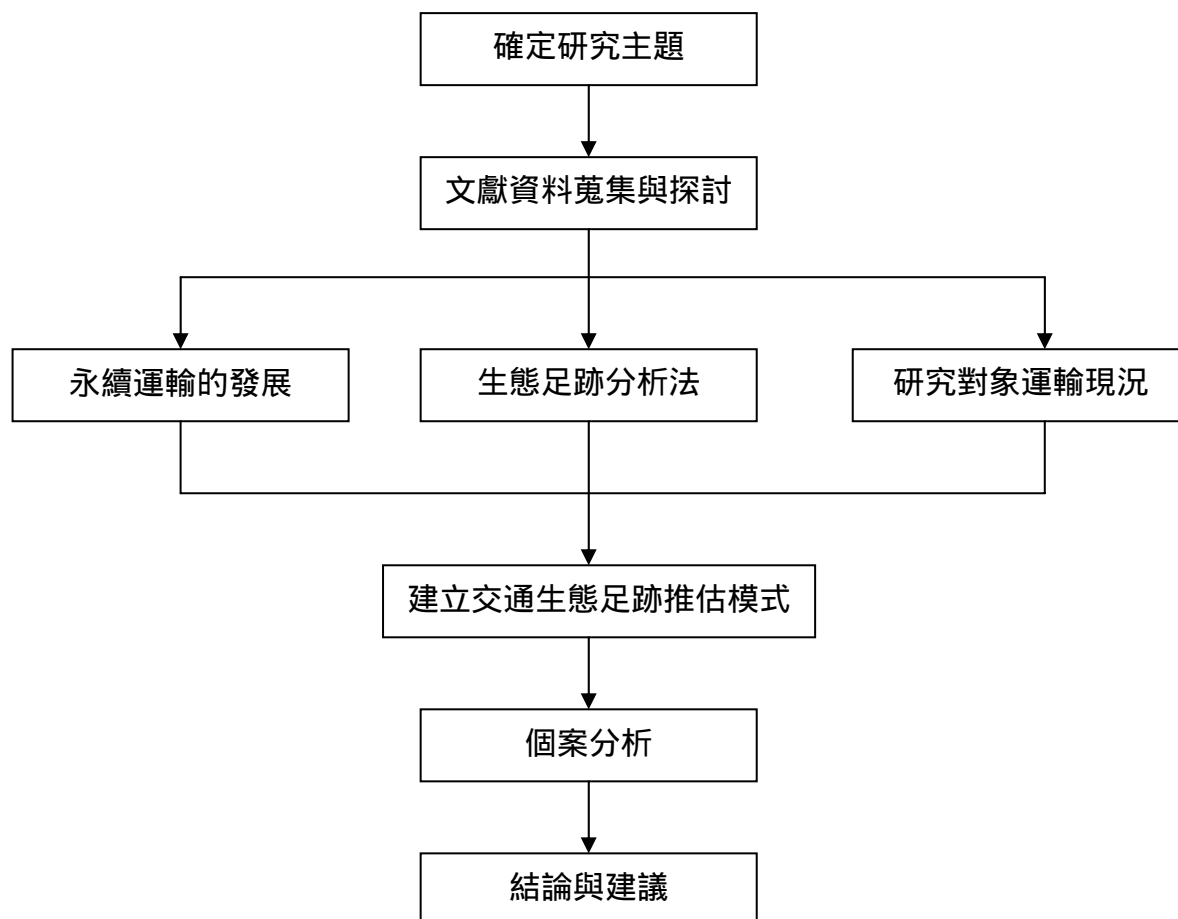 確定研究主題
文獻資料蒐集與探討
永續運輸的發展
生態足跡分析法
研究對象運輸現況
建立交通生態足跡推估模式
個案分析
結論與建議